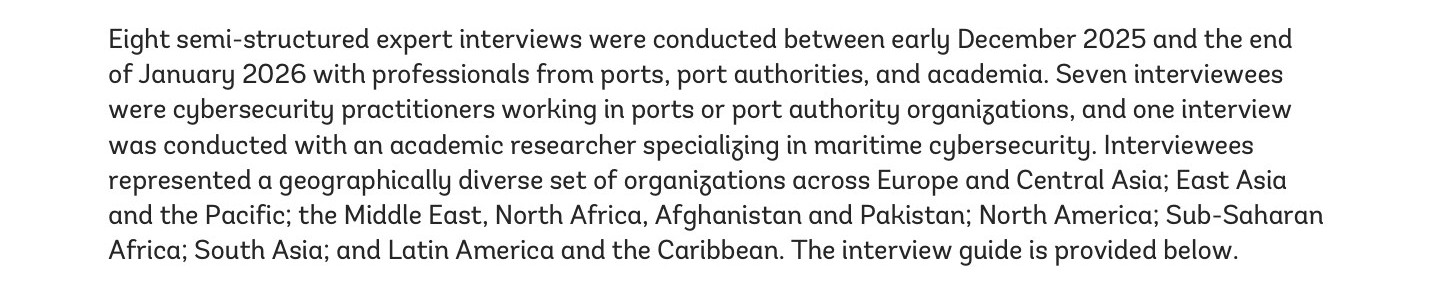 Eight semi-structured expert interviews were conducted between early December 2025 and the end
of January 2026 with professionals from ports, port authorities, and academia. Seven interviewees
were cybersecurity practitioners working in ports or port authority organizations, and one interview
was conducted with an academic researcher specializing in maritime cybersecurity. Interviewees
represented a geographically diverse set of organizations across Europe and Central Asia; East Asia
and the Pacific; the Middle East, North Africa, Afghanistan and Pakistan; North America; Sub-Saharan
Africa; South Asia; and Latin America and the Caribbean. The interview guide is provided below.